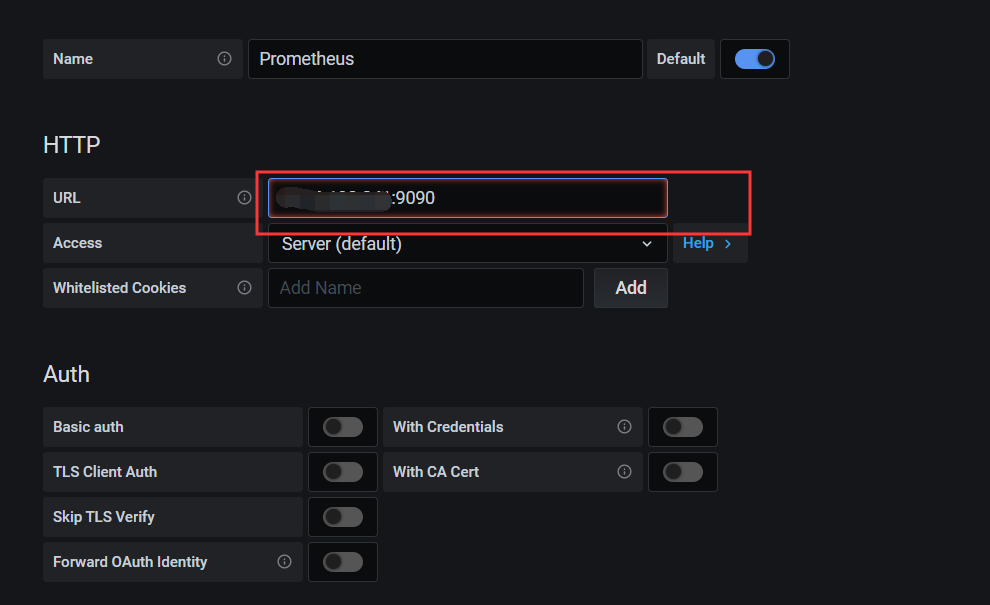 Name Prometheus Default
HTTP
URL :9090
Access Server (default) Help
Whitelisted Cookies Add Name Add
Auth
Basic auth With Credentials
TLS Client Auth With CA Cert
Skip TLS Verify
Forward OAuth Identity